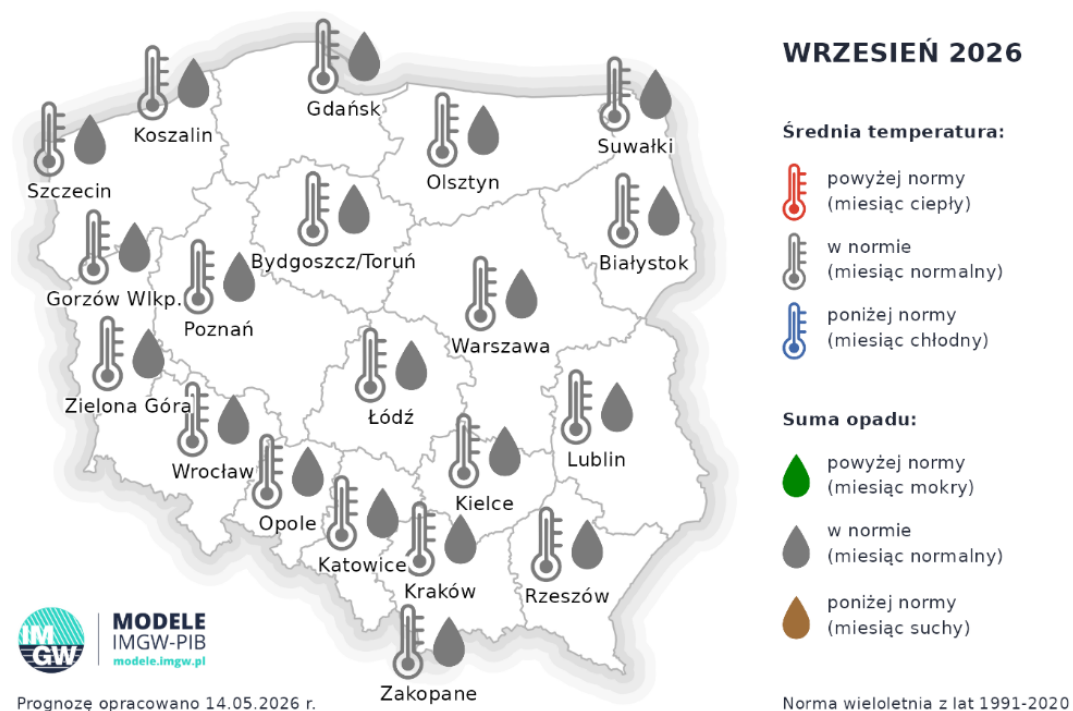 WRZESIEŃ 2026
Gdańsk
Koszalin
Suwałki
Olsztyn
Szczecin
Bydgoszcz/Toruń
Białystok
Gorzów Wlkp.
Poznań
Warszawa
Zielona Góra
Łódź
Wrocław
Lublin
Kielce
Opole
Katowice
Kraków
Rzeszów
Zakopane
Średnia temperatura:
powyżej normy
(miesiąc ciepły)
w normie
(miesiąc normalny)
poniżej normy
(miesiąc chłodny)
Suma opadu:
powyżej normy
(miesiąc mokry)
w normie
(miesiąc normalny)
poniżej normy
(miesiąc suchy)
IM
GW
MODELE
IMGW-PIB
modele.imgw.pl
Prognozę opracowano 14.05.2026 r.
Norma wieloletnia z lat 1991-2020